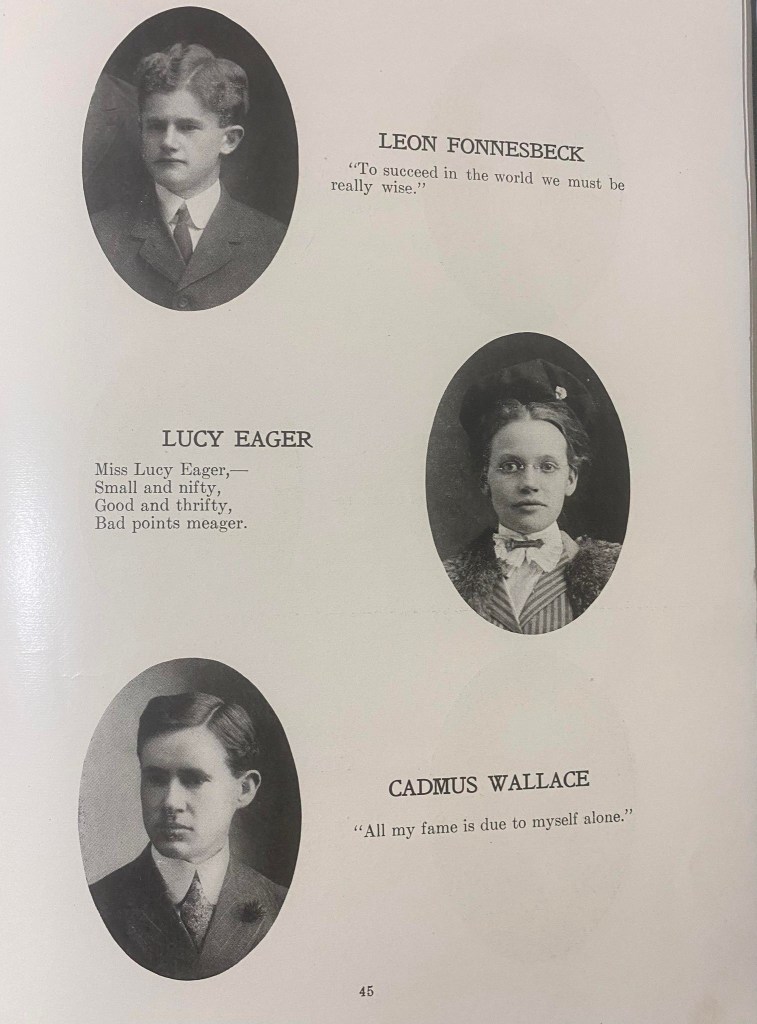 LEON FONNESBECK
"To succeed in the world we must be
really wise."
LUCY EAGER
Miss Lucy Eager,—
Small and nifty,
Good and thrifty,
Bad points meager.
CADMUS WALLACE
"All my fame is due to myself alone."
45